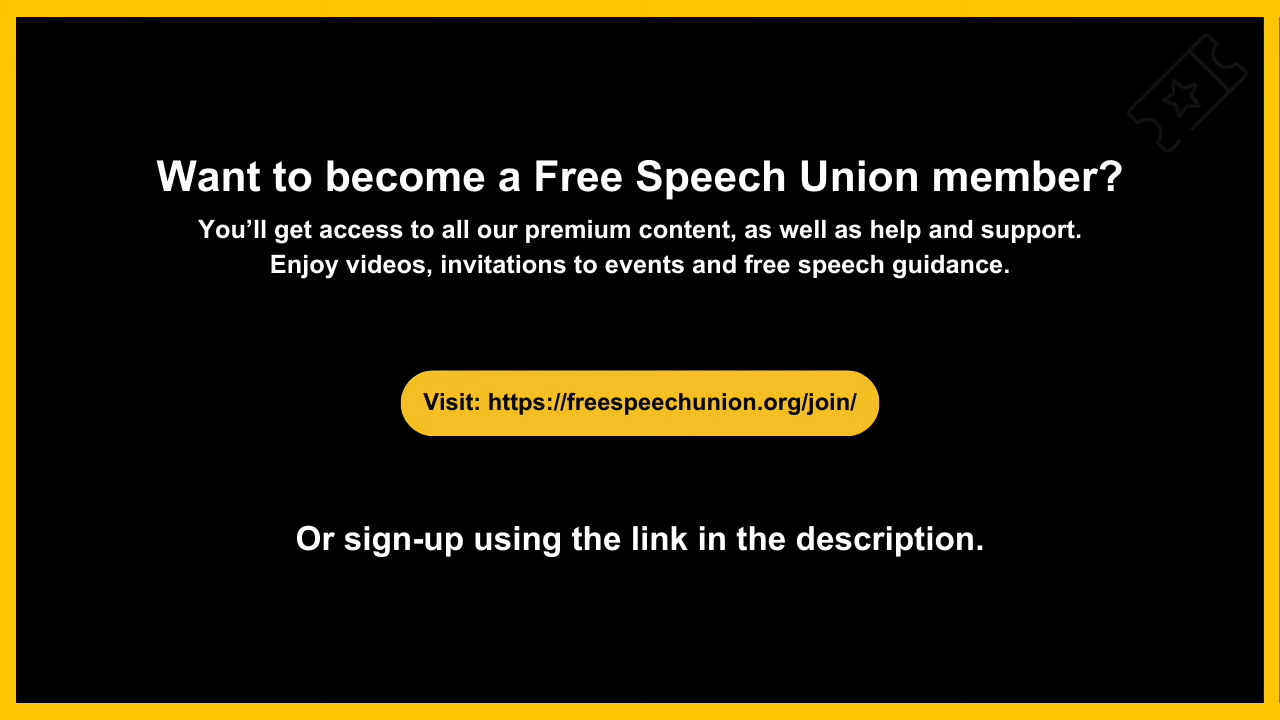 Want to become a Free Speech Union member?
You’ll get access to all our premium content, as well as help and support.
Enjoy videos, invitations to events and free speech guidance.
Visit: https://freespeechunion.org/join/
Or sign-up using the link in the description.